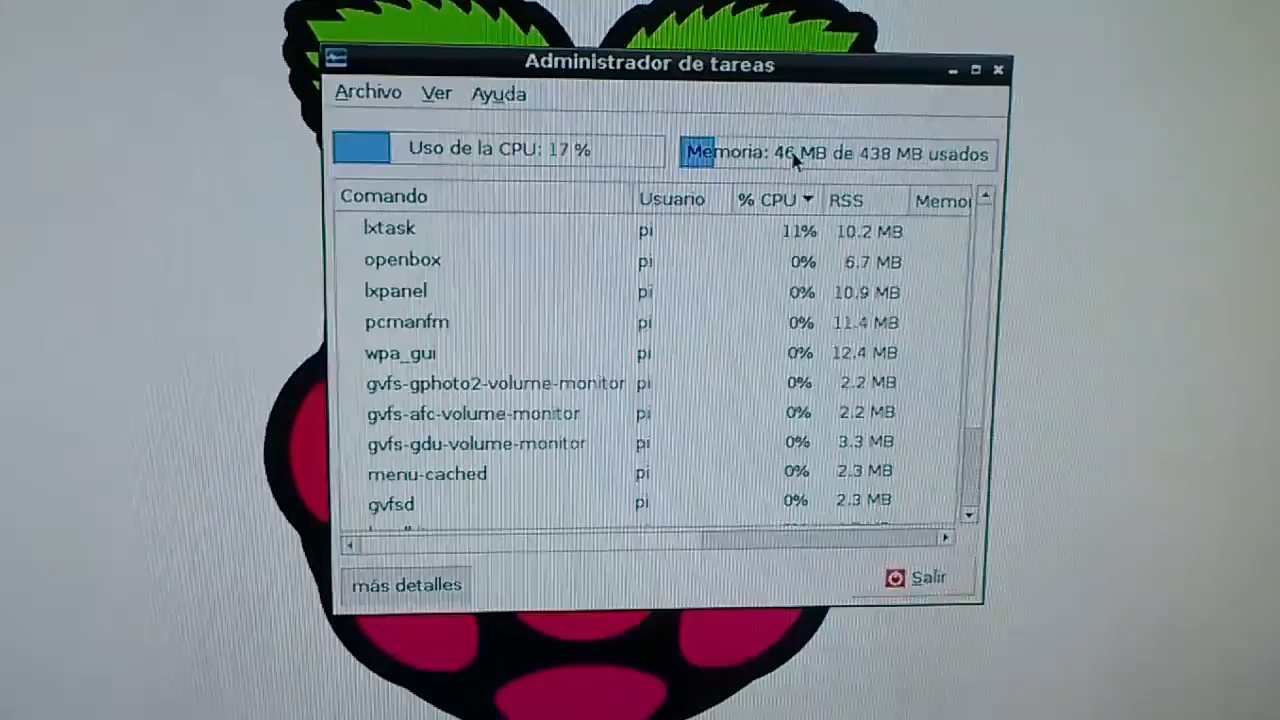 Administrador de tareas
Archivo Ver Ayuda
Uso de la CPU: 17 % Memoria: 46 MB de 438 MB usados
Comando Usuario % CPU RSS Memor
lxtask pi 11% 10.2 MB
openbox pi 0% 6.7 MB
lxpanel pi 0% 10.9 MB
pcmanfm pi 0% 11.4 MB
wpa_gui pi 0% 12.4 MB
gvfs-gphoto2-volume-monitor pi 0% 2.2 MB
gvfs-afc-volume-monitor pi 0% 2.2 MB
gvfs-gdu-volume-monitor pi 0% 3.3 MB
menu-cached pi 0% 2.3 MB
gvfsd pi 0% 2.3 MB
más detalles Salir